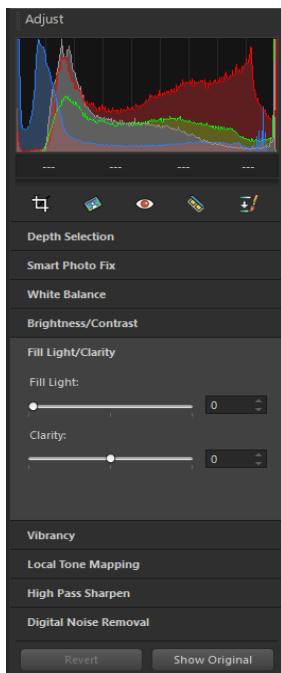 Adjust
--- --- --- ---
Depth Selection
Smart Photo Fix
White Balance
Brightness/Contrast
Fill Light/Clarity
Fill Light:
0
Clarity:
0
Vibrancy
Local Tone Mapping
High Pass Sharpen
Digital Noise Removal
Revert Show Original